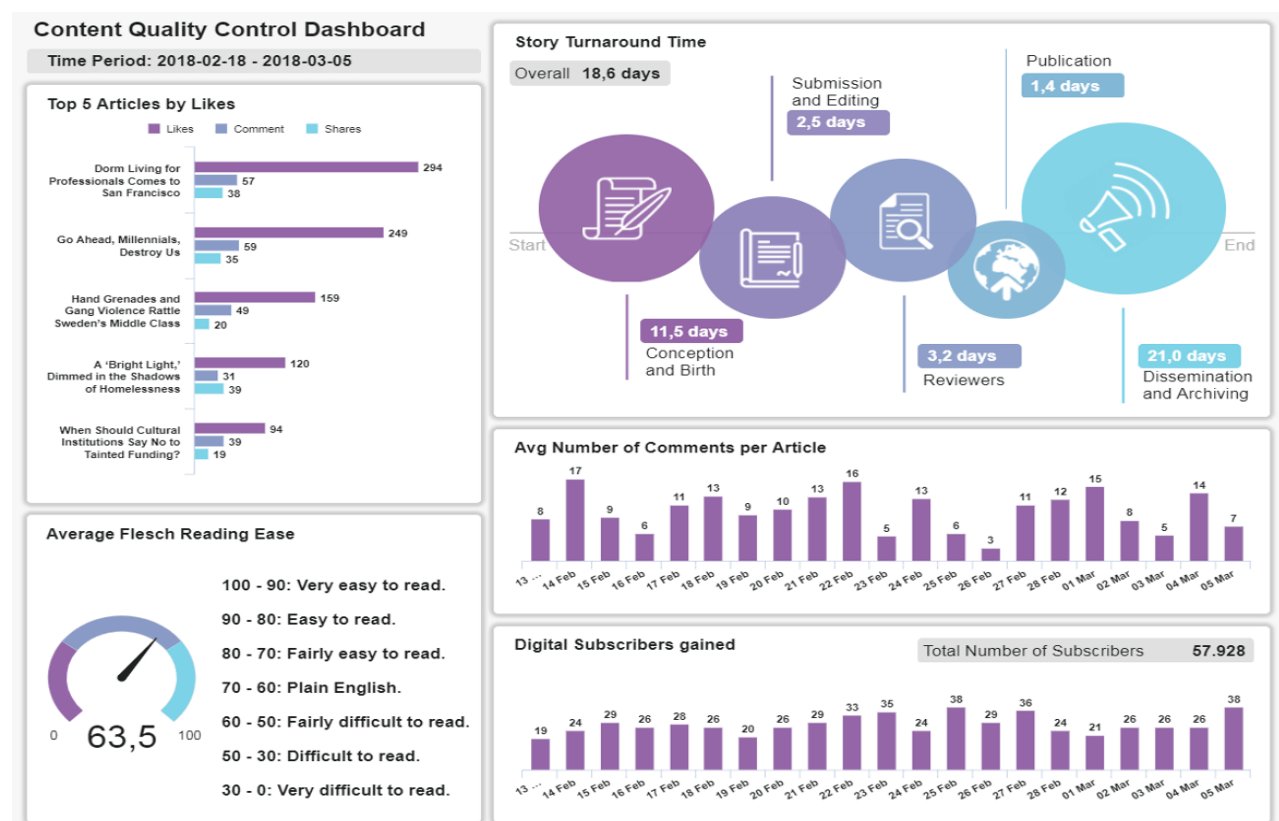 Content Quality Control Dashboard
Time Period: 2018-02-18 - 2018-03-05
Top 5 Articles by Likes
Likes Comment Shares
Dorm Living for
Professionals Comes to
San Francisco
294
57
38
Go Ahead, Millennials,
Destroy Us
249
59
35
Hand Grenades and
Gang Violence Rattle
Sweden's Middle Class
159
49
20
A ‘Bright Light,’
Dimmed in the Shadows
of Homelessness
120
31
39
When Should Cultural
Institutions Say No to
Tainted Funding?
94
39
19
Average Flesch Reading Ease
0
63,5
100
100 - 90: Very easy to read.
90 - 80: Easy to read.
80 - 70: Fairly easy to read.
70 - 60: Plain English.
60 - 50: Fairly difficult to read.
50 - 30: Difficult to read.
30 - 0: Very difficult to read.
Story Turnaround Time
Overall 18,6 days
Start
11,5 days
Conception
and Birth
Submission
and Editing
2,5 days
3,2 days
Reviewers
Publication
1,4 days
21,0 days
Dissemination
and Archiving
End
Avg Number of Comments per Article
8 17 9 6 11 13 9 10 13 16 5 13 6 3 11 12 15 8 5 14 7
13 ... 14 Feb 15 Feb 16 Feb 17 Feb 18 Feb 19 Feb 20 Feb 21 Feb 22 Feb 23 Feb 24 Feb 25 Feb 26 Feb 27 Feb 28 Feb 01 Mar 02 Mar 03 Mar 04 Mar 05 Mar
Digital Subscribers gained
Total Number of Subscribers 57.928
19 24 29 26 28 26 20 26 29 33 35 24 38 29 36 24 21 26 26 26 38
13 ... 14 Feb 15 Feb 16 Feb 17 Feb 18 Feb 19 Feb 20 Feb 21 Feb 22 Feb 23 Feb 24 Feb 25 Feb 26 Feb 27 Feb 28 Feb 01 Mar 02 Mar 03 Mar 04 Mar 05 Mar